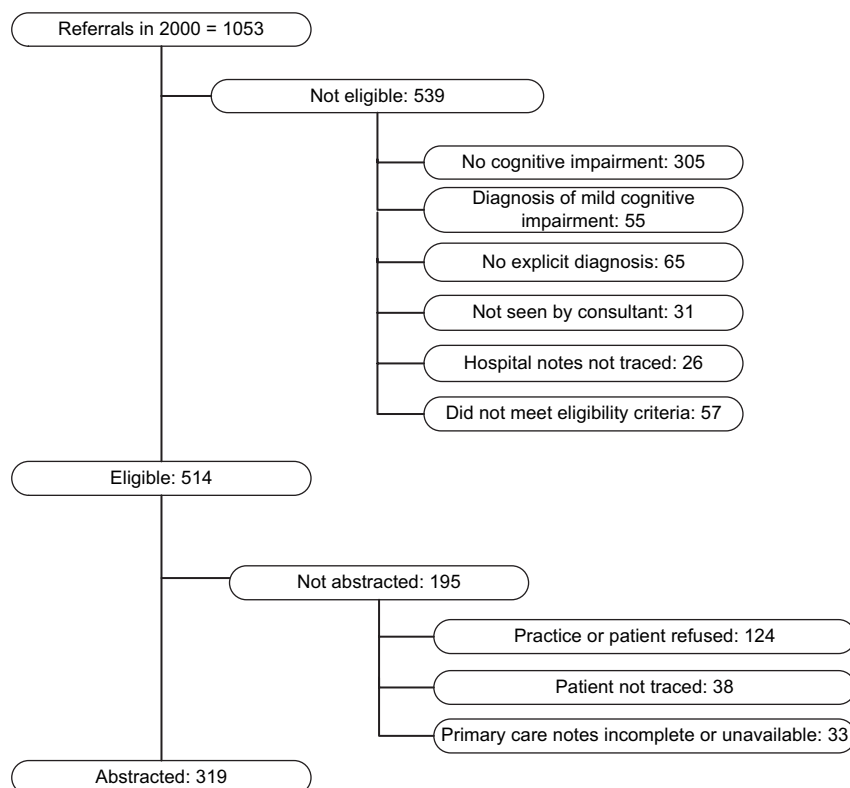 Referrals in 2000 = 1053
Not eligible: 539
No cognitive impairment: 305
Diagnosis of mild cognitive
impairment: 55
No explicit diagnosis: 65
Not seen by consultant: 31
Hospital notes not traced: 26
Did not meet eligibility criteria: 57
Eligible: 514
Not abstracted: 195
Practice or patient refused: 124
Patient not traced: 38
Primary care notes incomplete or unavailable: 33
Abstracted: 319